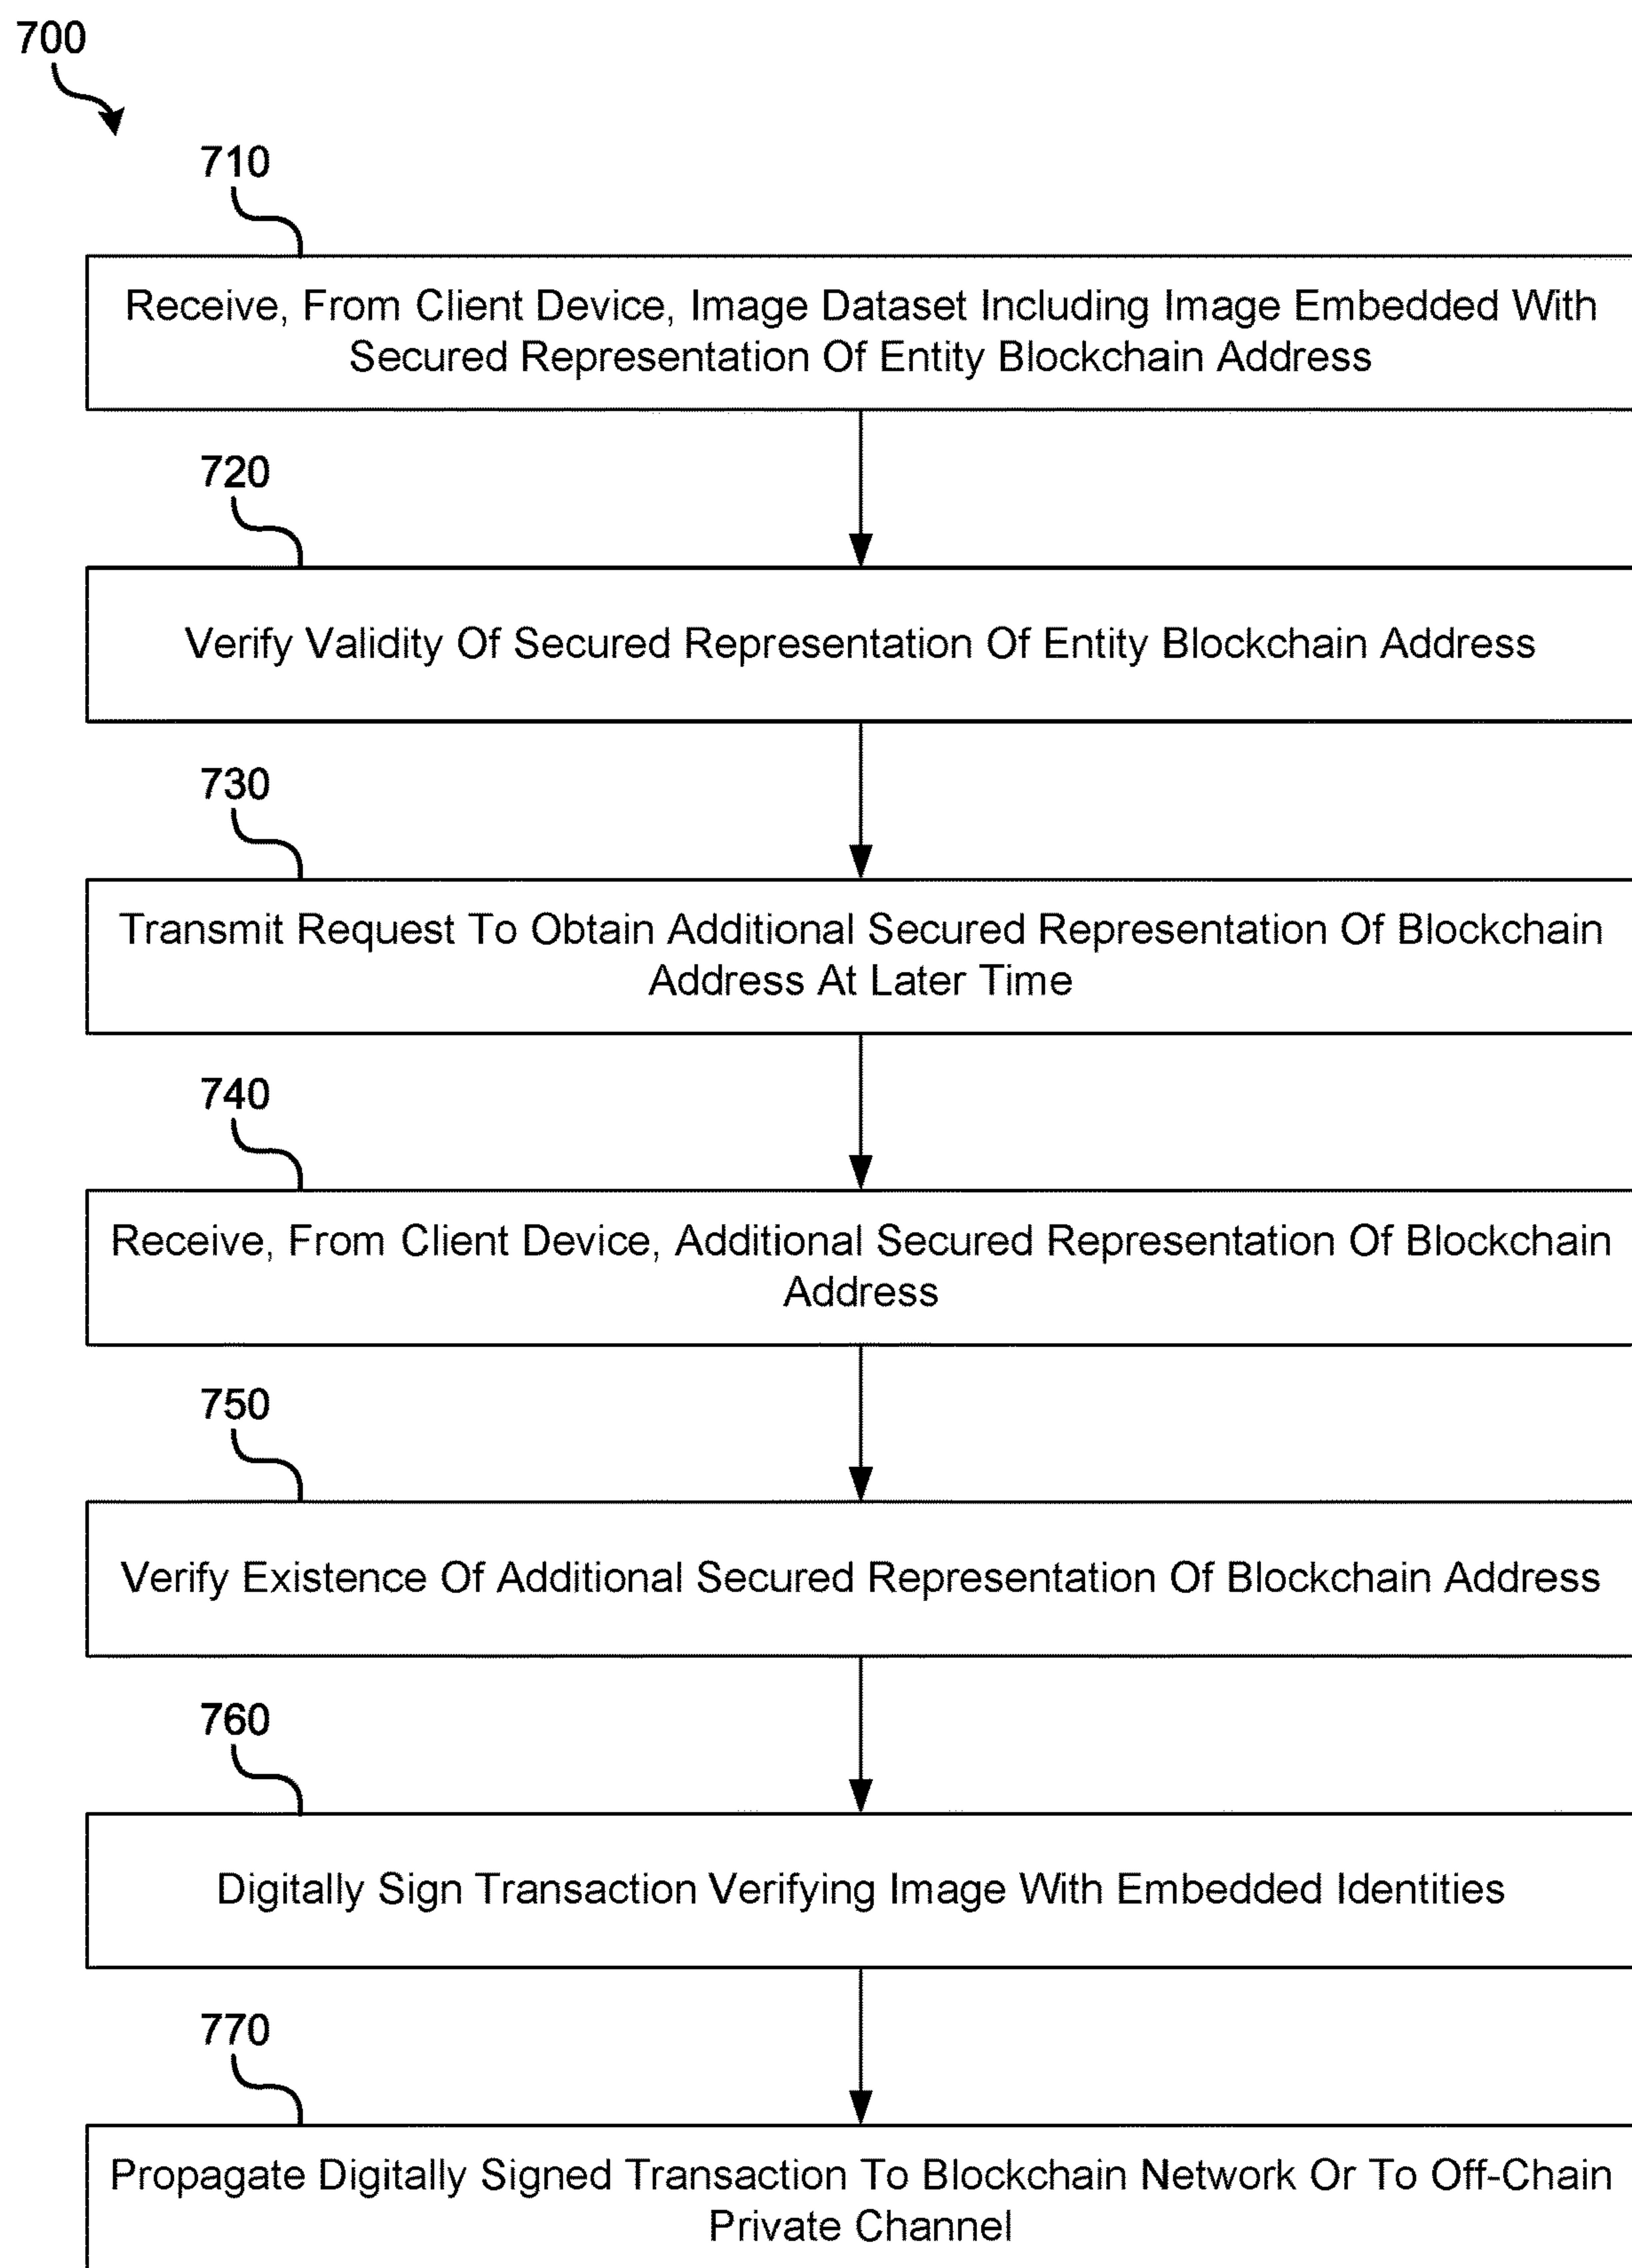 700
710
Receive, From Client Device, Image Dataset Including Image Embedded With
Secured Representation Of Entity Blockchain Address
720
Verify Validity Of Secured Representation Of Entity Blockchain Address
730
Transmit Request To Obtain Additional Secured Representation Of Blockchain
Address At Later Time
740
Receive, From Client Device, Additional Secured Representation Of Blockchain
Address
750
Verify Existence Of Additional Secured Representation Of Blockchain Address
760
Digitally Sign Transaction Verifying Image With Embedded Identities
770
Propagate Digitally Signed Transaction To Blockchain Network Or To Off-Chain
Private Channel